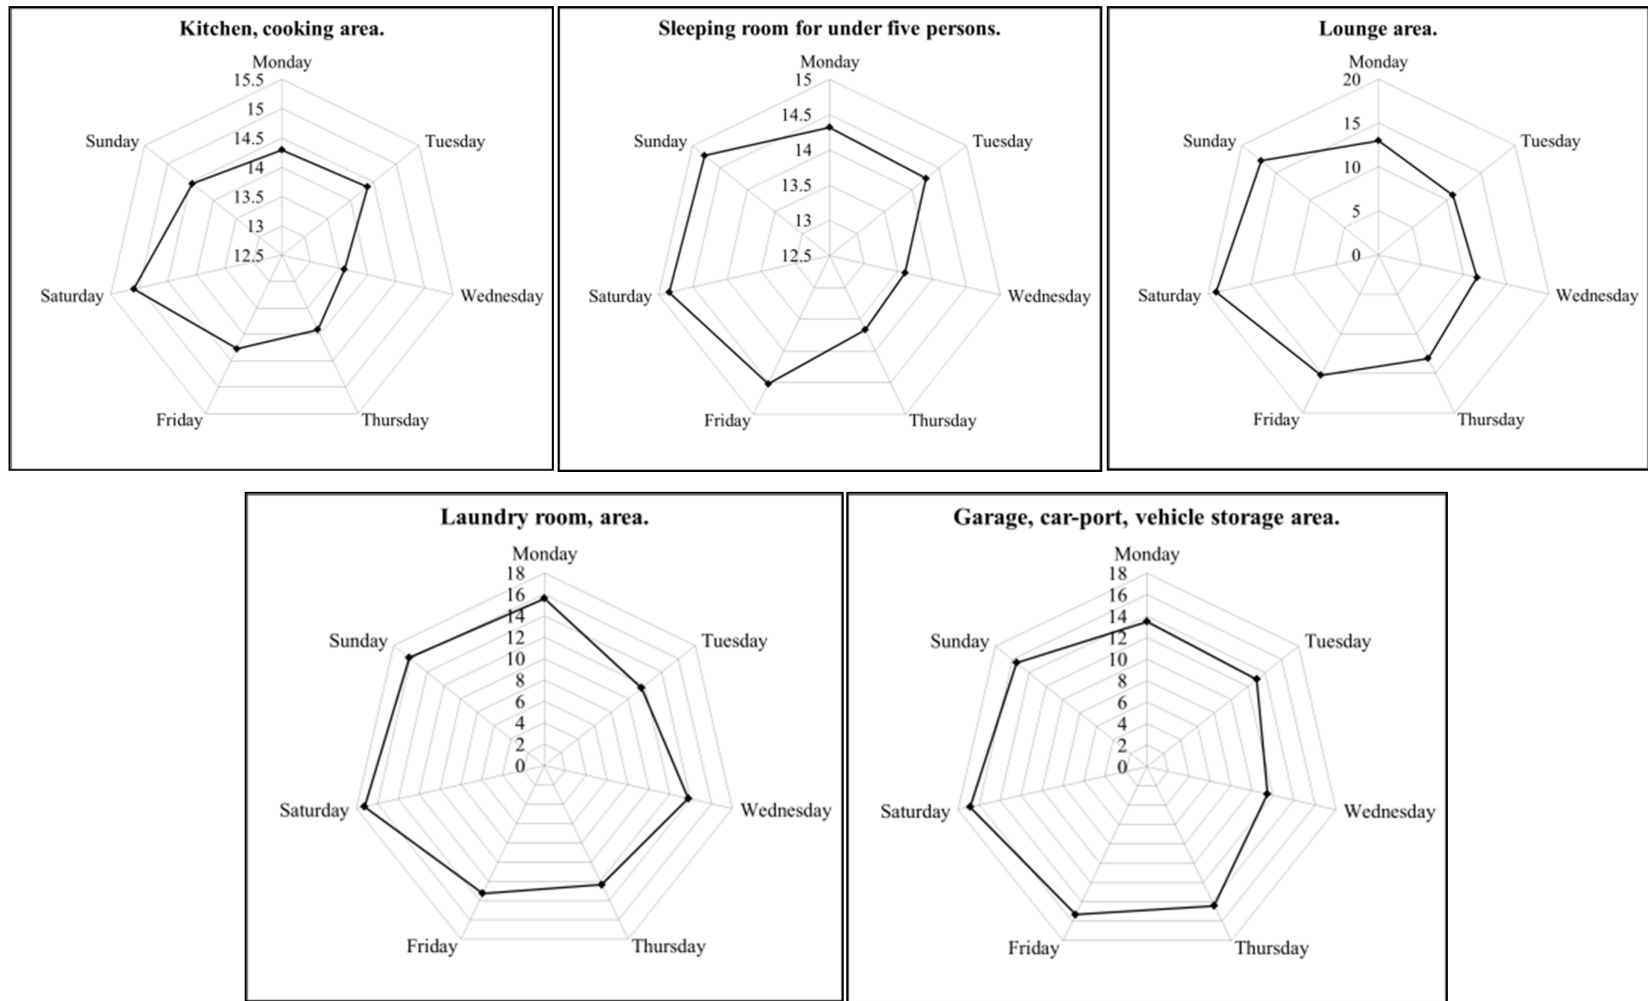 Kitchen, cooking area.
Monday
15.5
15
14.5
14
13.5
13
12.5
Sunday
Tuesday
Saturday
Wednesday
Friday
Thursday
Sleeping room for under five persons.
Monday
15
14.5
14
13.5
13
12.5
Sunday
Tuesday
Saturday
Wednesday
Friday
Thursday
Lounge area.
Monday
20
15
10
5
0
Sunday
Tuesday
Saturday
Wednesday
Friday
Thursday
Laundry room, area.
Monday
18
16
14
12
10
8
6
4
2
0
Sunday
Tuesday
Saturday
Wednesday
Friday
Thursday
Garage, car-port, vehicle storage area.
Monday
18
16
14
12
10
8
6
4
2
0
Sunday
Tuesday
Saturday
Wednesday
Friday
Thursday